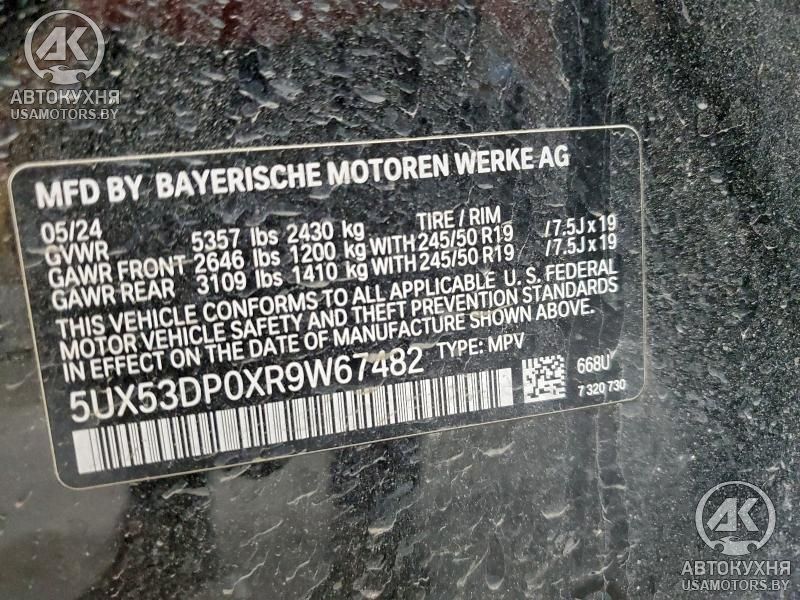 AK
АВТОКУХНЯ
USAMOTORS.BY
MFD BY BAYERISCHE MOTOREN WERKE AG
05/24 TIRE / RIM
GVWR 5357 lbs 2430 kg
GAWR FRONT 2646 lbs 1200 kg WITH 245/50 R19 /7.5J x 19
GAWR REAR 3109 lbs 1410 kg WITH 245/50 R19 /7.5J x 19
THIS VEHICLE CONFORMS TO ALL APPLICABLE U. S. FEDERAL
MOTOR VEHICLE SAFETY AND THEFT PREVENTION STANDARDS
IN EFFECT ON THE DATE OF MANUFACTURE SHOWN ABOVE.
5UX53DP0XR9W67482 TYPE: MPV
668U
7 320 730
AK
АВТОКУХНЯ
USAMOTORS.BY